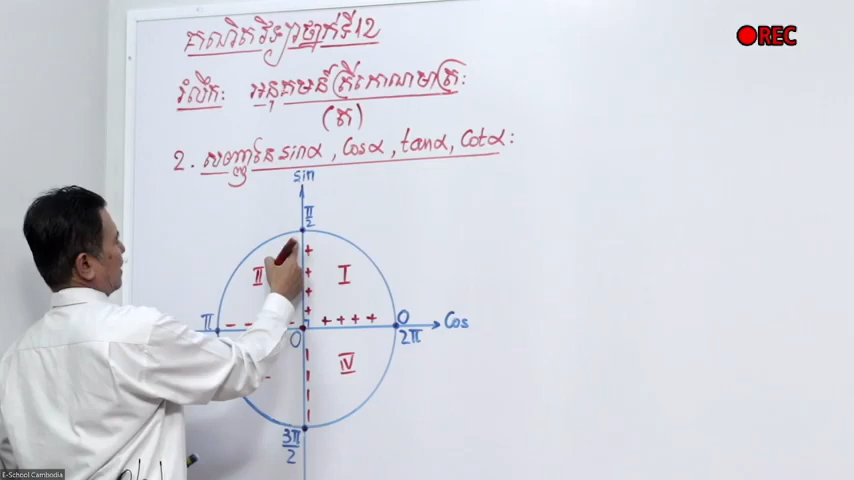 គណិតវិទ្យាថ្នាក់ទី12
REC
រំលឹក: អនុគមន៍ត្រីកោណមាត្រ:
(ត)
2. សញ្ញានៃ sinα, Cosα, tanα, Cotα:
sin
π/2
II
I
+
+
+
+
π
- -
+ + + +
0
Cos
0
2π
IV
-
3π/2
E-School Cambodia